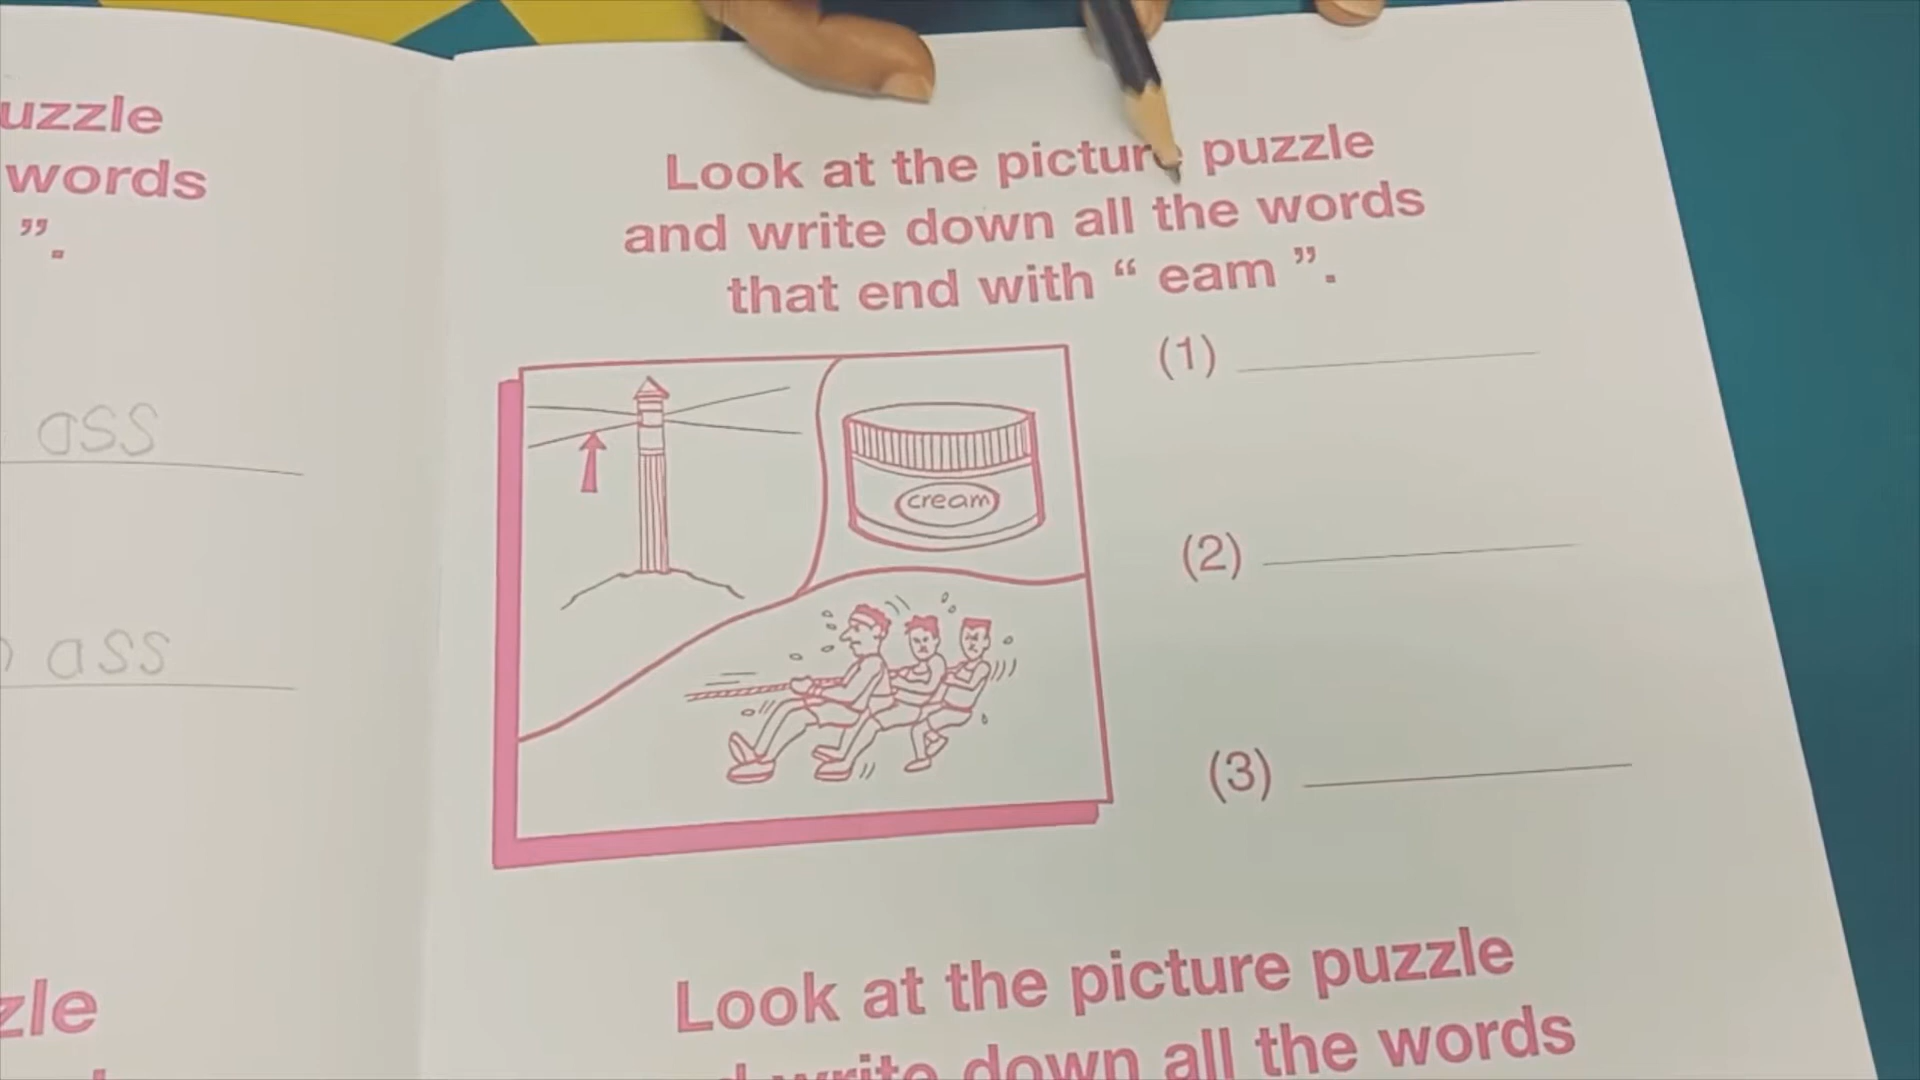 uzzle
words
”.
ass
ass
zle
Look at the picture puzzle
and write down all the words
that end with “ eam ”.
(1)
cream
(2)
(3)
Look at the picture puzzle
write down all the words